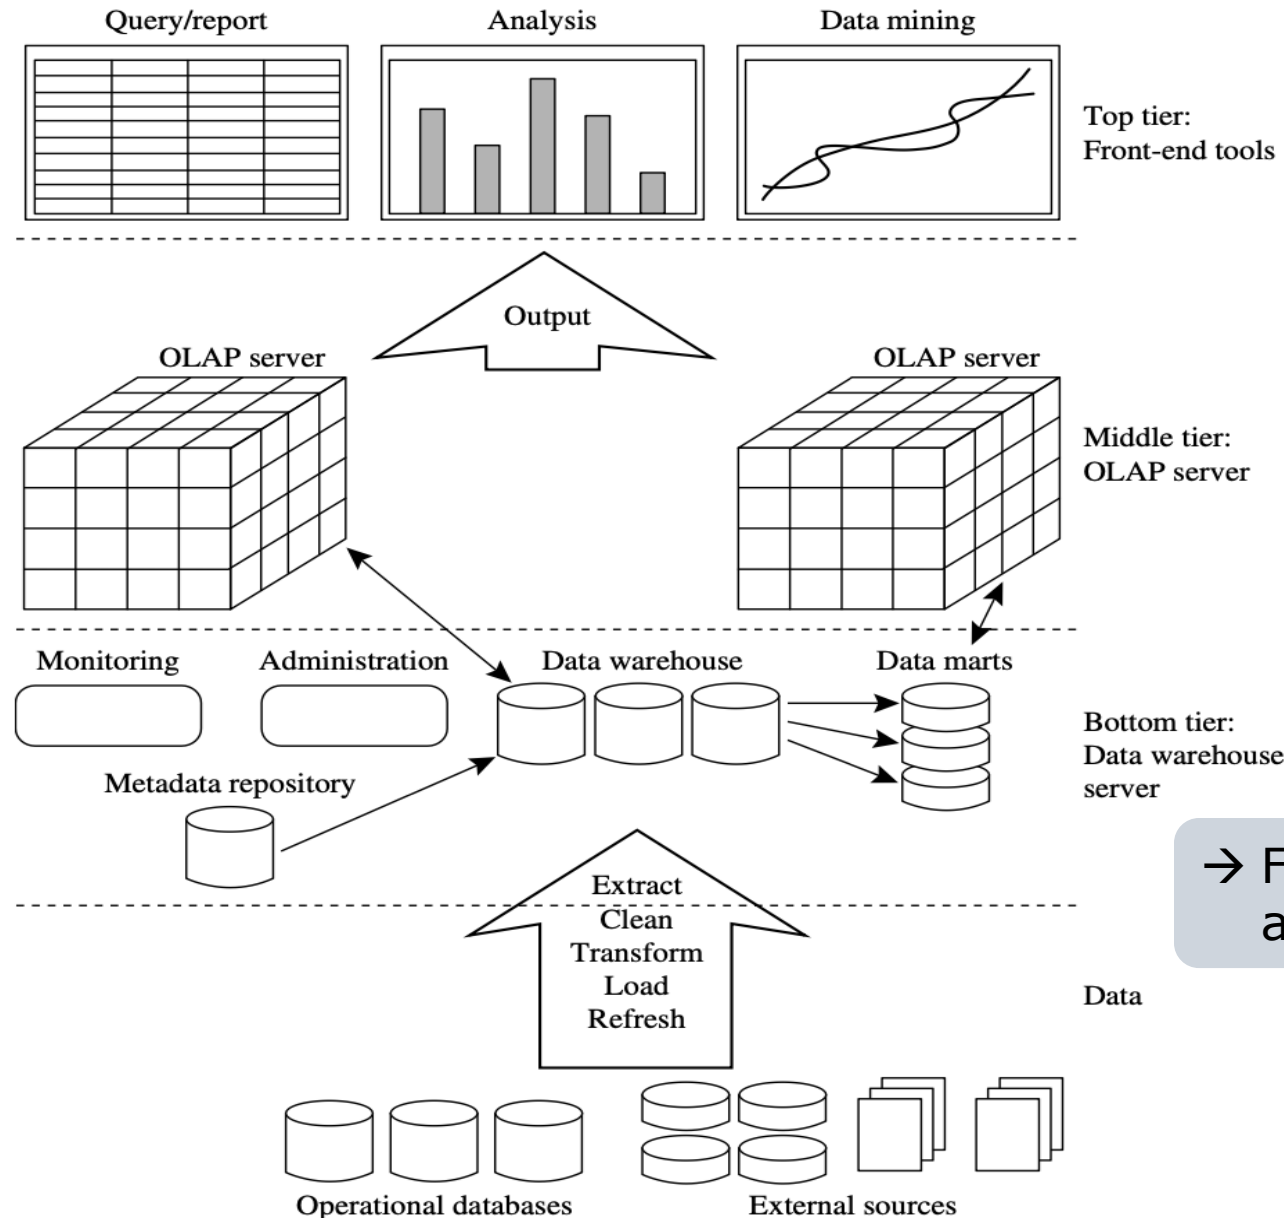 Query/report
Analysis
Data mining
Top tier:
Front-end tools
Output
OLAP server
OLAP server
Middle tier:
OLAP server
Monitoring
Administration
Data warehouse
Data marts
Bottom tier:
Data warehouse
server
Metadata repository
→ F
a
Extract
Clean
Transform
Load
Refresh
Data
Operational databases
External sources